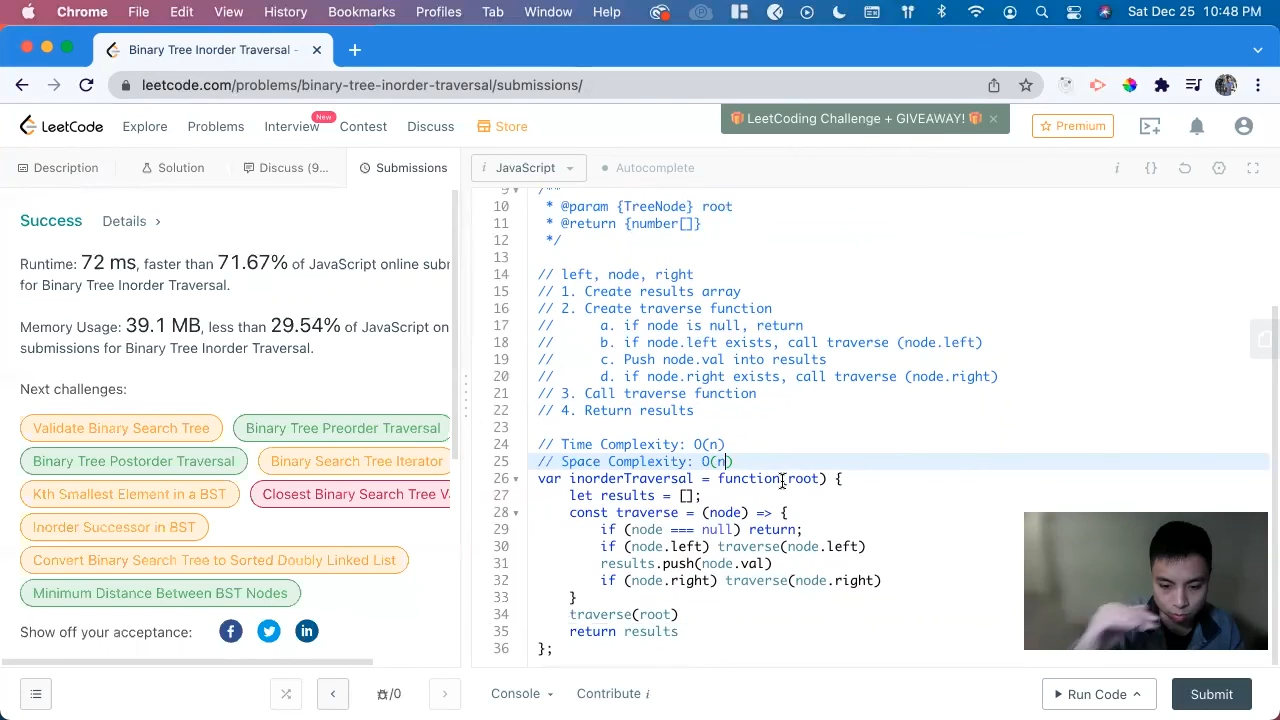 Chrome File Edit View History Bookmarks Profiles Tab Window Help Sat Dec 25 10:48 PM
Binary Tree Inorder Traversal -
leetcode.com/problems/binary-tree-inorder-traversal/submissions/
LeetCode Explore Problems Interview New Contest Discuss Store
🎁 LeetCoding Challenge + GIVEAWAY! 🎁 ×
Premium
Description Solution Discuss (9... Submissions
i JavaScript Autocomplete
Success Details >
Runtime: 72 ms, faster than 71.67% of JavaScript online subr
for Binary Tree Inorder Traversal.
Memory Usage: 39.1 MB, less than 29.54% of JavaScript on
submissions for Binary Tree Inorder Traversal.
Next challenges:
Validate Binary Search Tree Binary Tree Preorder Traversal
Binary Tree Postorder Traversal Binary Search Tree Iterator
Kth Smallest Element in a BST Closest Binary Search Tree V
Inorder Successor in BST
Convert Binary Search Tree to Sorted Doubly Linked List
Minimum Distance Between BST Nodes
Show off your acceptance:
9 /**
10 * @param {TreeNode} root
11 * @return {number[]}
12 */
13
14 // left, node, right
15 // 1. Create results array
16 // 2. Create traverse function
17 // a. if node is null, return
18 // b. if node.left exists, call traverse (node.left)
19 // c. Push node.val into results
20 // d. if node.right exists, call traverse (node.right)
21 // 3. Call traverse function
22 // 4. Return results
23
24 // Time Complexity: O(n)
25 // Space Complexity: O(n)
26 var inorderTraversal = function(root) {
27 let results = [];
28 const traverse = (node) => {
29 if (node === null) return;
30 if (node.left) traverse(node.left)
31 results.push(node.val)
32 if (node.right) traverse(node.right)
33 }
34 traverse(root)
35 return results
36 };
/0
Console Contribute i
Run Code Submit